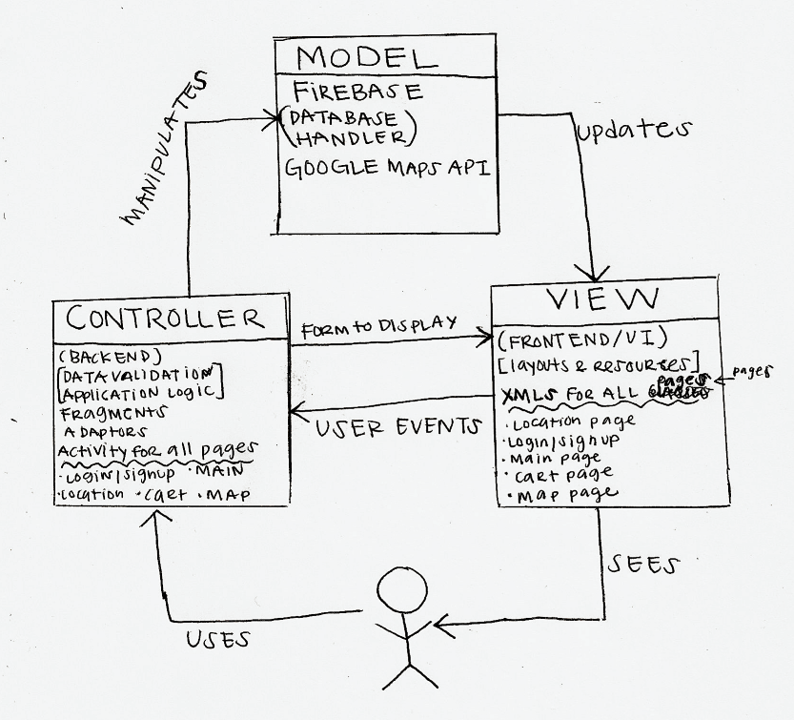 MODEL
FIREBASE
(DATABASE
HANDLER)
GOOGLE MAPS API
MANIPULATES
updates
CONTROLLER
(BACKEND)
[DATA VALIDATION
APPLICATION LOGIC]
FRAGMENTS
ADAPTORS
Activity for all pages
·Login/signup ·MAIN
·Location ·CART ·MAP
FORM TO DISPLAY
USER EVENTS
VIEW
(FRONTEND/UI)
[layouts & resources]
pages
pages
XMLS FOR ALL
·Location page
·Login/signup
·Main page
·Cart page
·Map page
SEES
USES